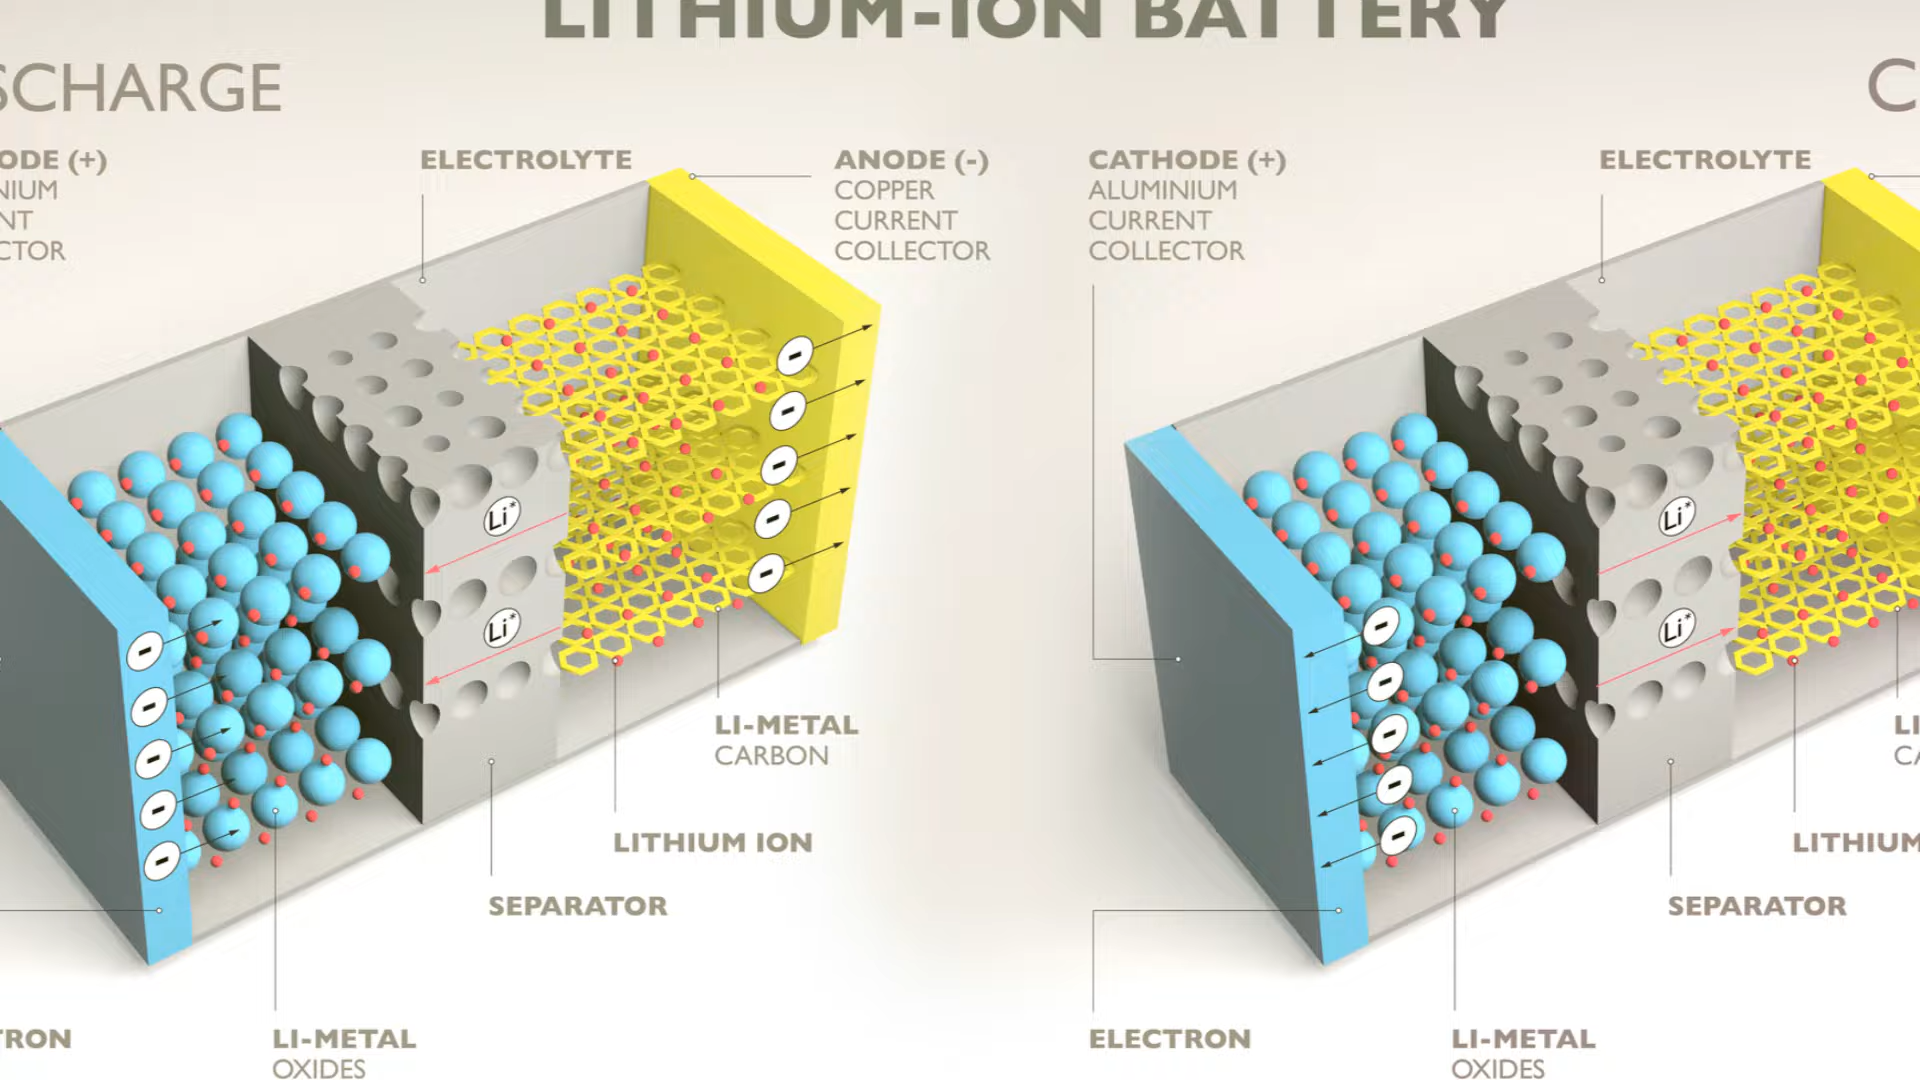 LITHIUM-ION BATTERY
SCHARGE
C
ODE (+)
NIUM
NT
CTOR
ELECTROLYTE
ANODE (-)
COPPER
CURRENT
COLLECTOR
Li+
Li+
-
-
-
-
-
-
-
-
-
-
LI-METAL
CARBON
LITHIUM ION
SEPARATOR
TRON
LI-METAL
OXIDES
CATHODE (+)
ALUMINIUM
CURRENT
COLLECTOR
ELECTROLYTE
Li+
Li+
-
-
-
-
-
LI
CA
LITHIUM
SEPARATOR
ELECTRON
LI-METAL
OXIDES